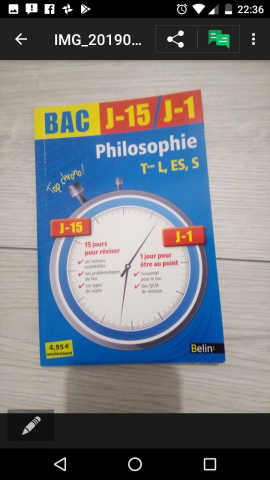 22:36
IMG_20190...
BAC J-15/J-1
Philosophie
Tles L, ES, S
Top chrono!
J-15
J-1
15 jours
pour réviser
Les notions
essentielles
Les problématiques
du bac
Les types
de sujets
1 jour pour
être au point
L'essentiel
pour le bac
Des QCM
de révision
4,95 €
seulement
Belin: